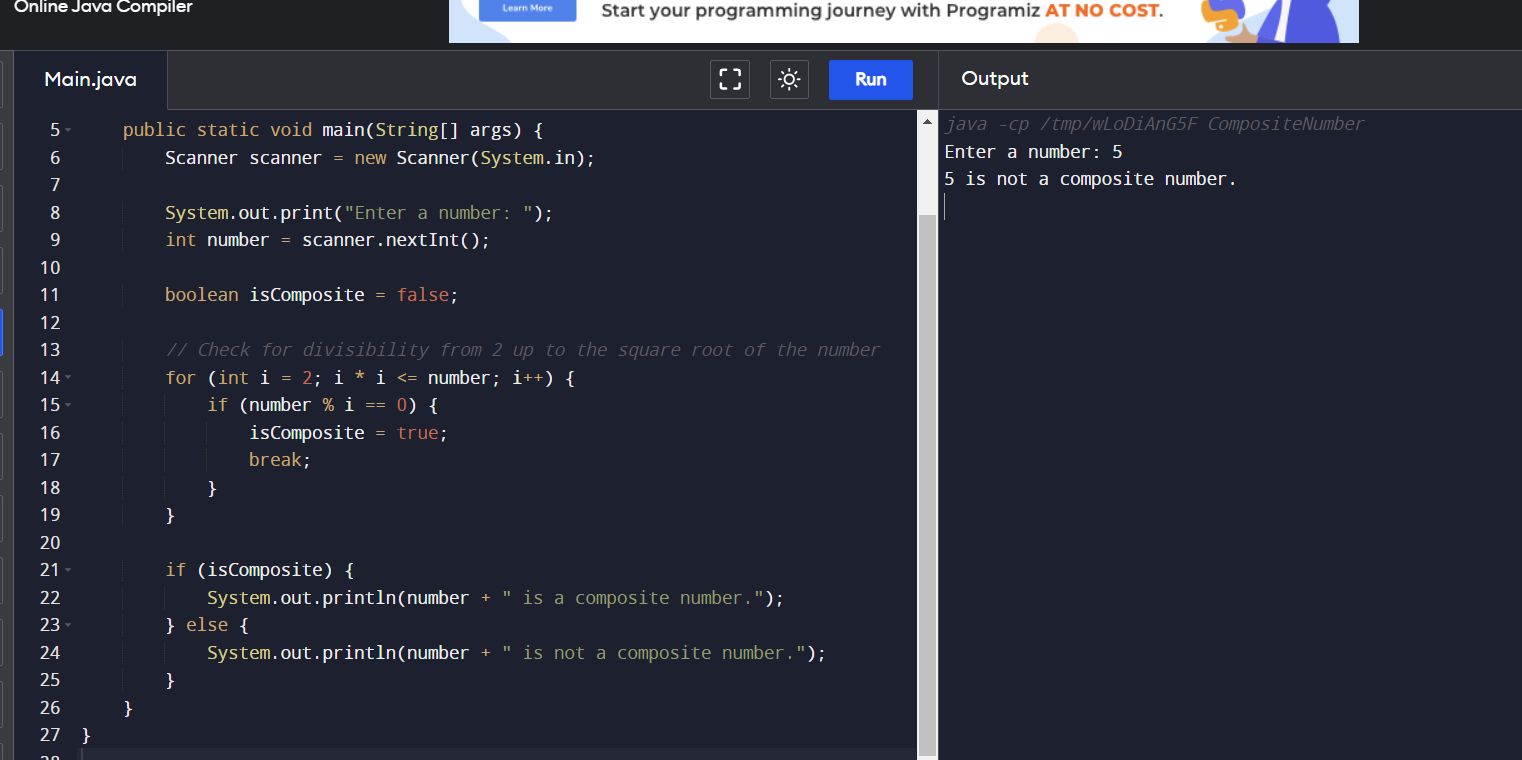 Online Java Compiler
Learn More
Start your programming journey with Programiz AT NO COST.
Main.java
Run
Output
5 public static void main(String[] args) {
6 Scanner scanner = new Scanner(System.in);
7
8 System.out.print("Enter a number: ");
9 int number = scanner.nextInt();
10
11 boolean isComposite = false;
12
13 // Check for divisibility from 2 up to the square root of the number
14 for (int i = 2; i * i <= number; i++) {
15 if (number % i == 0) {
16 isComposite = true;
17 break;
18 }
19 }
20
21 if (isComposite) {
22 System.out.println(number + " is a composite number.");
23 } else {
24 System.out.println(number + " is not a composite number.");
25 }
26 }
27 }
java -cp /tmp/wLoDiAnG5F CompositeNumber
Enter a number: 5
5 is not a composite number.